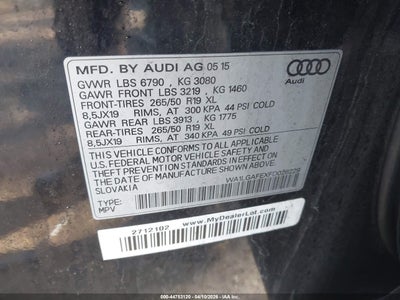 MFD. BY AUDI AG 05 15
GVWR LBS 6790 , KG 3080
GAWR FRONT LBS 3219 , KG 1460
FRONT-TIRES 265/50 R19 XL
8,5JX19 RIMS, AT 300 KPA 44 PSI COLD
GAWR REAR LBS 3913 , KG 1775
REAR-TIRES 265/50 R19 XL
8,5JX19 RIMS, AT 340 KPA 49 PSI COLD
THIS VEHICLE CONFORMS TO ALL APPLICABLE
U.S. FEDERAL MOTOR VEHICLE SAFETY AND
THEFT PREVENTION STANDARDS IN EFFECT ON
THE DATE OF MANUFACTURE SHOWN ABOVE.
SLOVAKIA
TYPE:
MPV
2712102
www.MyDealerLot.com